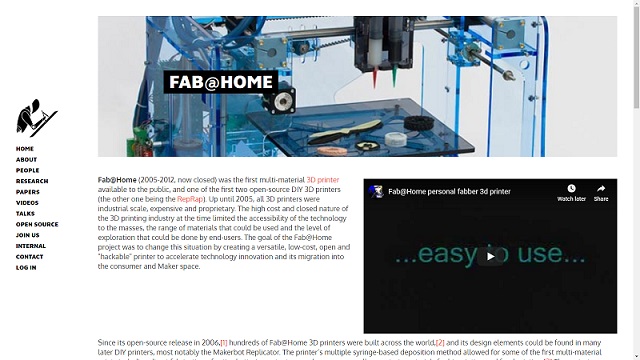 FAB@HOME
HOME
ABOUT
PEOPLE
RESEARCH
PAPERS
VIDEOS
TALKS
OPEN SOURCE
JOIN US
INTERNAL
CONTACT
LOG IN
Fab@Home (2005-2012, now closed) was the first multi-material 3D printer
available to the public, and one of the first two open-source DIY 3D printers
(the other one being the RepRap). Up until 2005, all 3D printers were
industrial scale, expensive and proprietary. The high cost and closed nature of
the 3D printing industry at the time limited the accessibility of the technology
to the masses, the range of materials that could be used and the level of
exploration that could be done by end-users. The goal of the Fab@Home
project was to change this situation by creating a versatile, low-cost, open and
"hackable" printer to accelerate technology innovation and its migration into
the consumer and Maker space.
Fab@Home personal fabber 3d printer
Watch later
Share
...easy to use...
Since its open-source release in 2006,[1] hundreds of Fab@Home 3D printers were built across the world,[2] and its design elements could be found in many
later DIY printers, most notably the Makerbot Replicator. The printer's multiple syringe-based deposition method allowed for some of the first multi-material